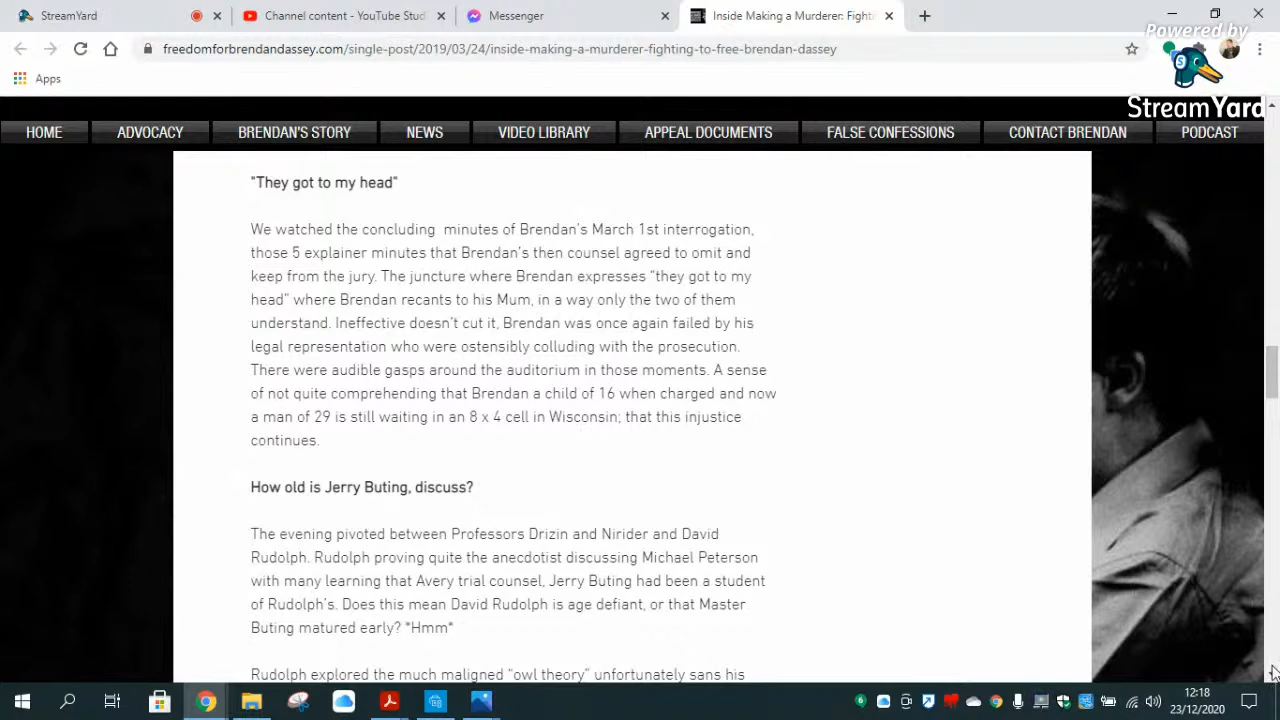 StreamYard
Channel content - YouTube Stud
Messenger
Inside Making a Murderer: Fight
Powered by
freedomforbrendandassey.com/single-post/2019/03/24/inside-making-a-murderer-fighting-to-free-brendan-dassey
Apps
StreamYard
HOME
ADVOCACY
BRENDAN'S STORY
NEWS
VIDEO LIBRARY
APPEAL DOCUMENTS
FALSE CONFESSIONS
CONTACT BRENDAN
PODCAST
"They got to my head"
We watched the concluding minutes of Brendan's March 1st interrogation,
those 5 explainer minutes that Brendan's then counsel agreed to omit and
keep from the jury. The juncture where Brendan expresses "they got to my
head" where Brendan recants to his Mum, in a way only the two of them
understand. Ineffective doesn't cut it, Brendan was once again failed by his
legal representation who were ostensibly colluding with the prosecution.
There were audible gasps around the auditorium in those moments. A sense
of not quite comprehending that Brendan a child of 16 when charged and now
a man of 29 is still waiting in an 8 x 4 cell in Wisconsin; that this injustice
continues.
How old is Jerry Buting, discuss?
The evening pivoted between Professors Drizin and Nirider and David
Rudolph. Rudolph proving quite the anecdotist discussing Michael Peterson
with many learning that Avery trial counsel, Jerry Buting had been a student
of Rudolph's. Does this mean David Rudolph is age defiant, or that Master
Buting matured early? *Hmm*
Rudolph explored the much maligned "owl theory" unfortunately sans his
12:18
23/12/2020